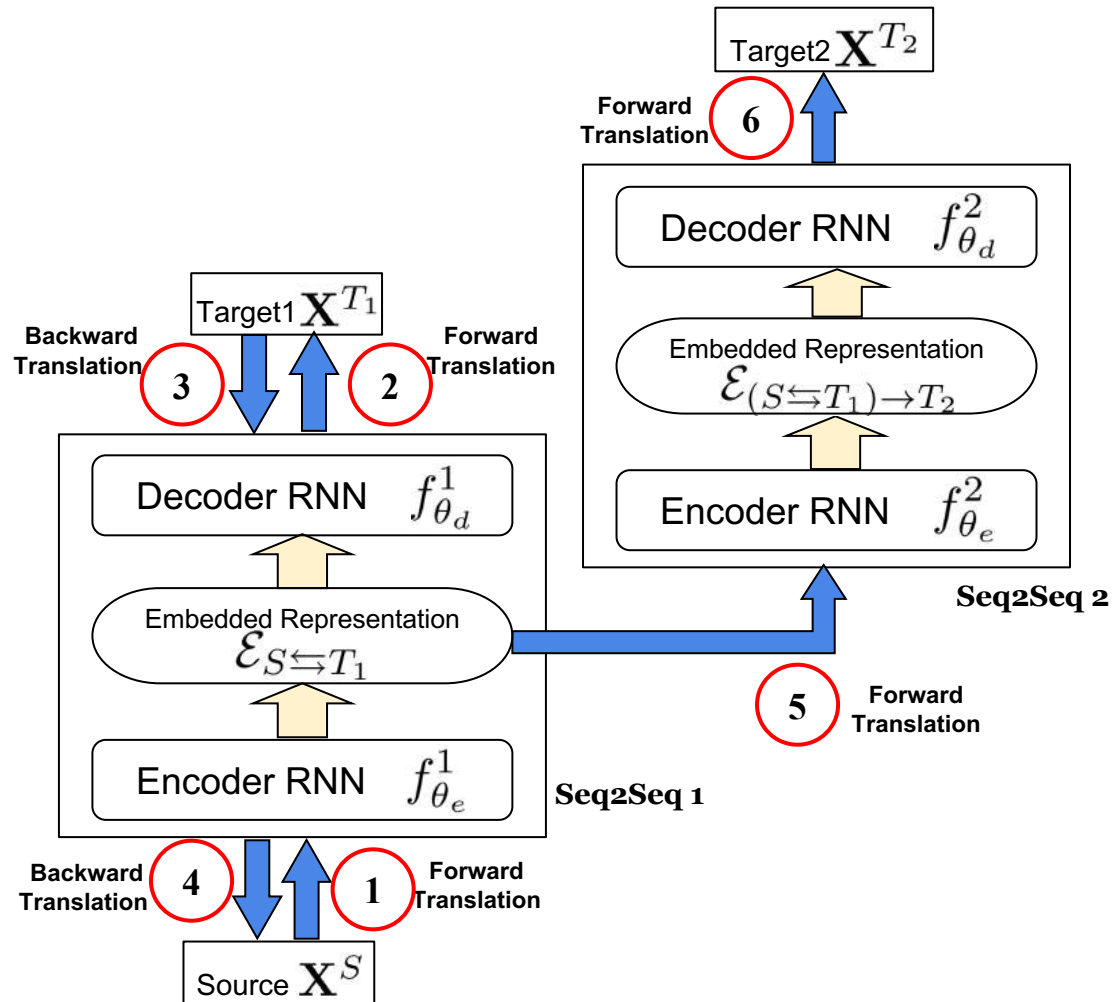 Target2 X^{T_2}
Forward
Translation
6
Decoder RNN f^2_{θ_d}
Embedded Representation
ℰ_{(S⇆T_1)→T_2}
Encoder RNN f^2_{θ_e}
Seq2Seq 2
Target1 X^{T_1}
Backward
Translation
3
2
Forward
Translation
Decoder RNN f^1_{θ_d}
Embedded Representation
ℰ_{S⇆T_1}
5
Forward
Translation
Encoder RNN f^1_{θ_e}
Seq2Seq 1
Backward
Translation
4
1
Forward
Translation
Source X^S